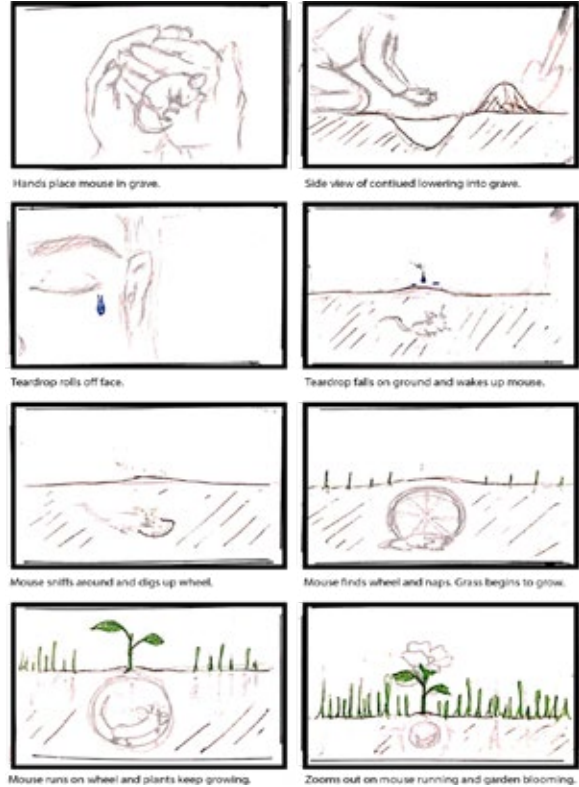 Hands place mouse in grave.
Side view of contiued lowering into grave.
Teardrop rolls off face.
Teardrop falls on ground and wakes up mouse.
Mouse sniffs around and digs up wheel.
Mouse finds wheel and naps. Grass begins to grow.
Mouse runs on wheel and plants keep growing.
Zooms out on mouse running and garden blooming.